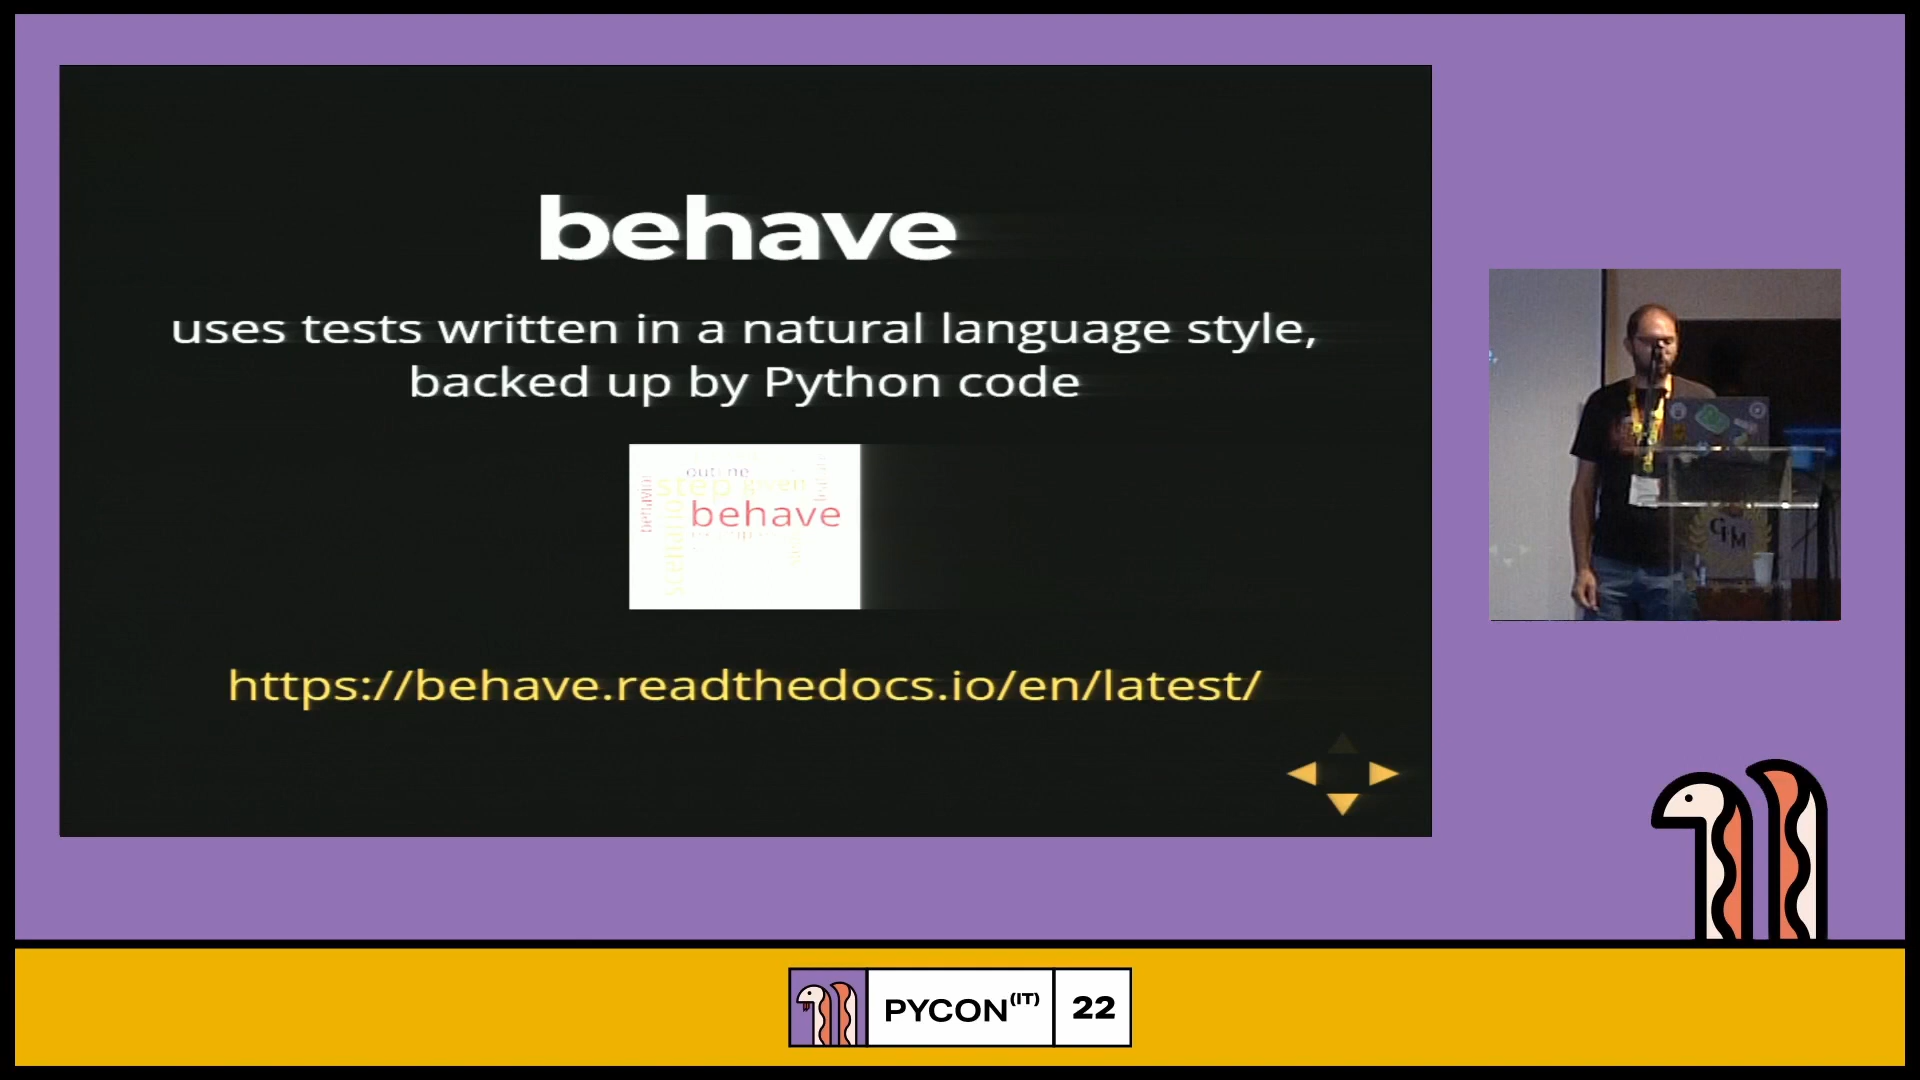 behave
uses tests written in a natural language style,
backed up by Python code
step given
behave
https://behave.readthedocs.io/en/latest/
GHM
PYCON(IT) 22